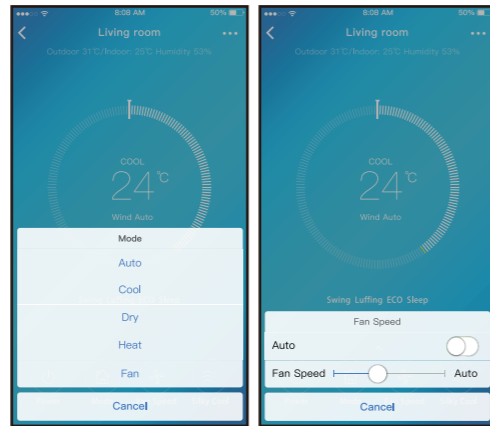 8:08 AM
50%
Living room
Outdoor 31°C/Indoor: 25°C Humidity 53%
COOL
24°C
Wind Auto
Mode
Auto
Cool
Dry
Heat
Fan
Cancel
8:08 AM
50%
Living room
Outdoor 31°C/Indoor: 25°C Humidity 53%
COOL
24°C
Wind Auto
Swing Luffing ECO Sleep
Fan Speed
Auto
Fan Speed Auto
Cancel